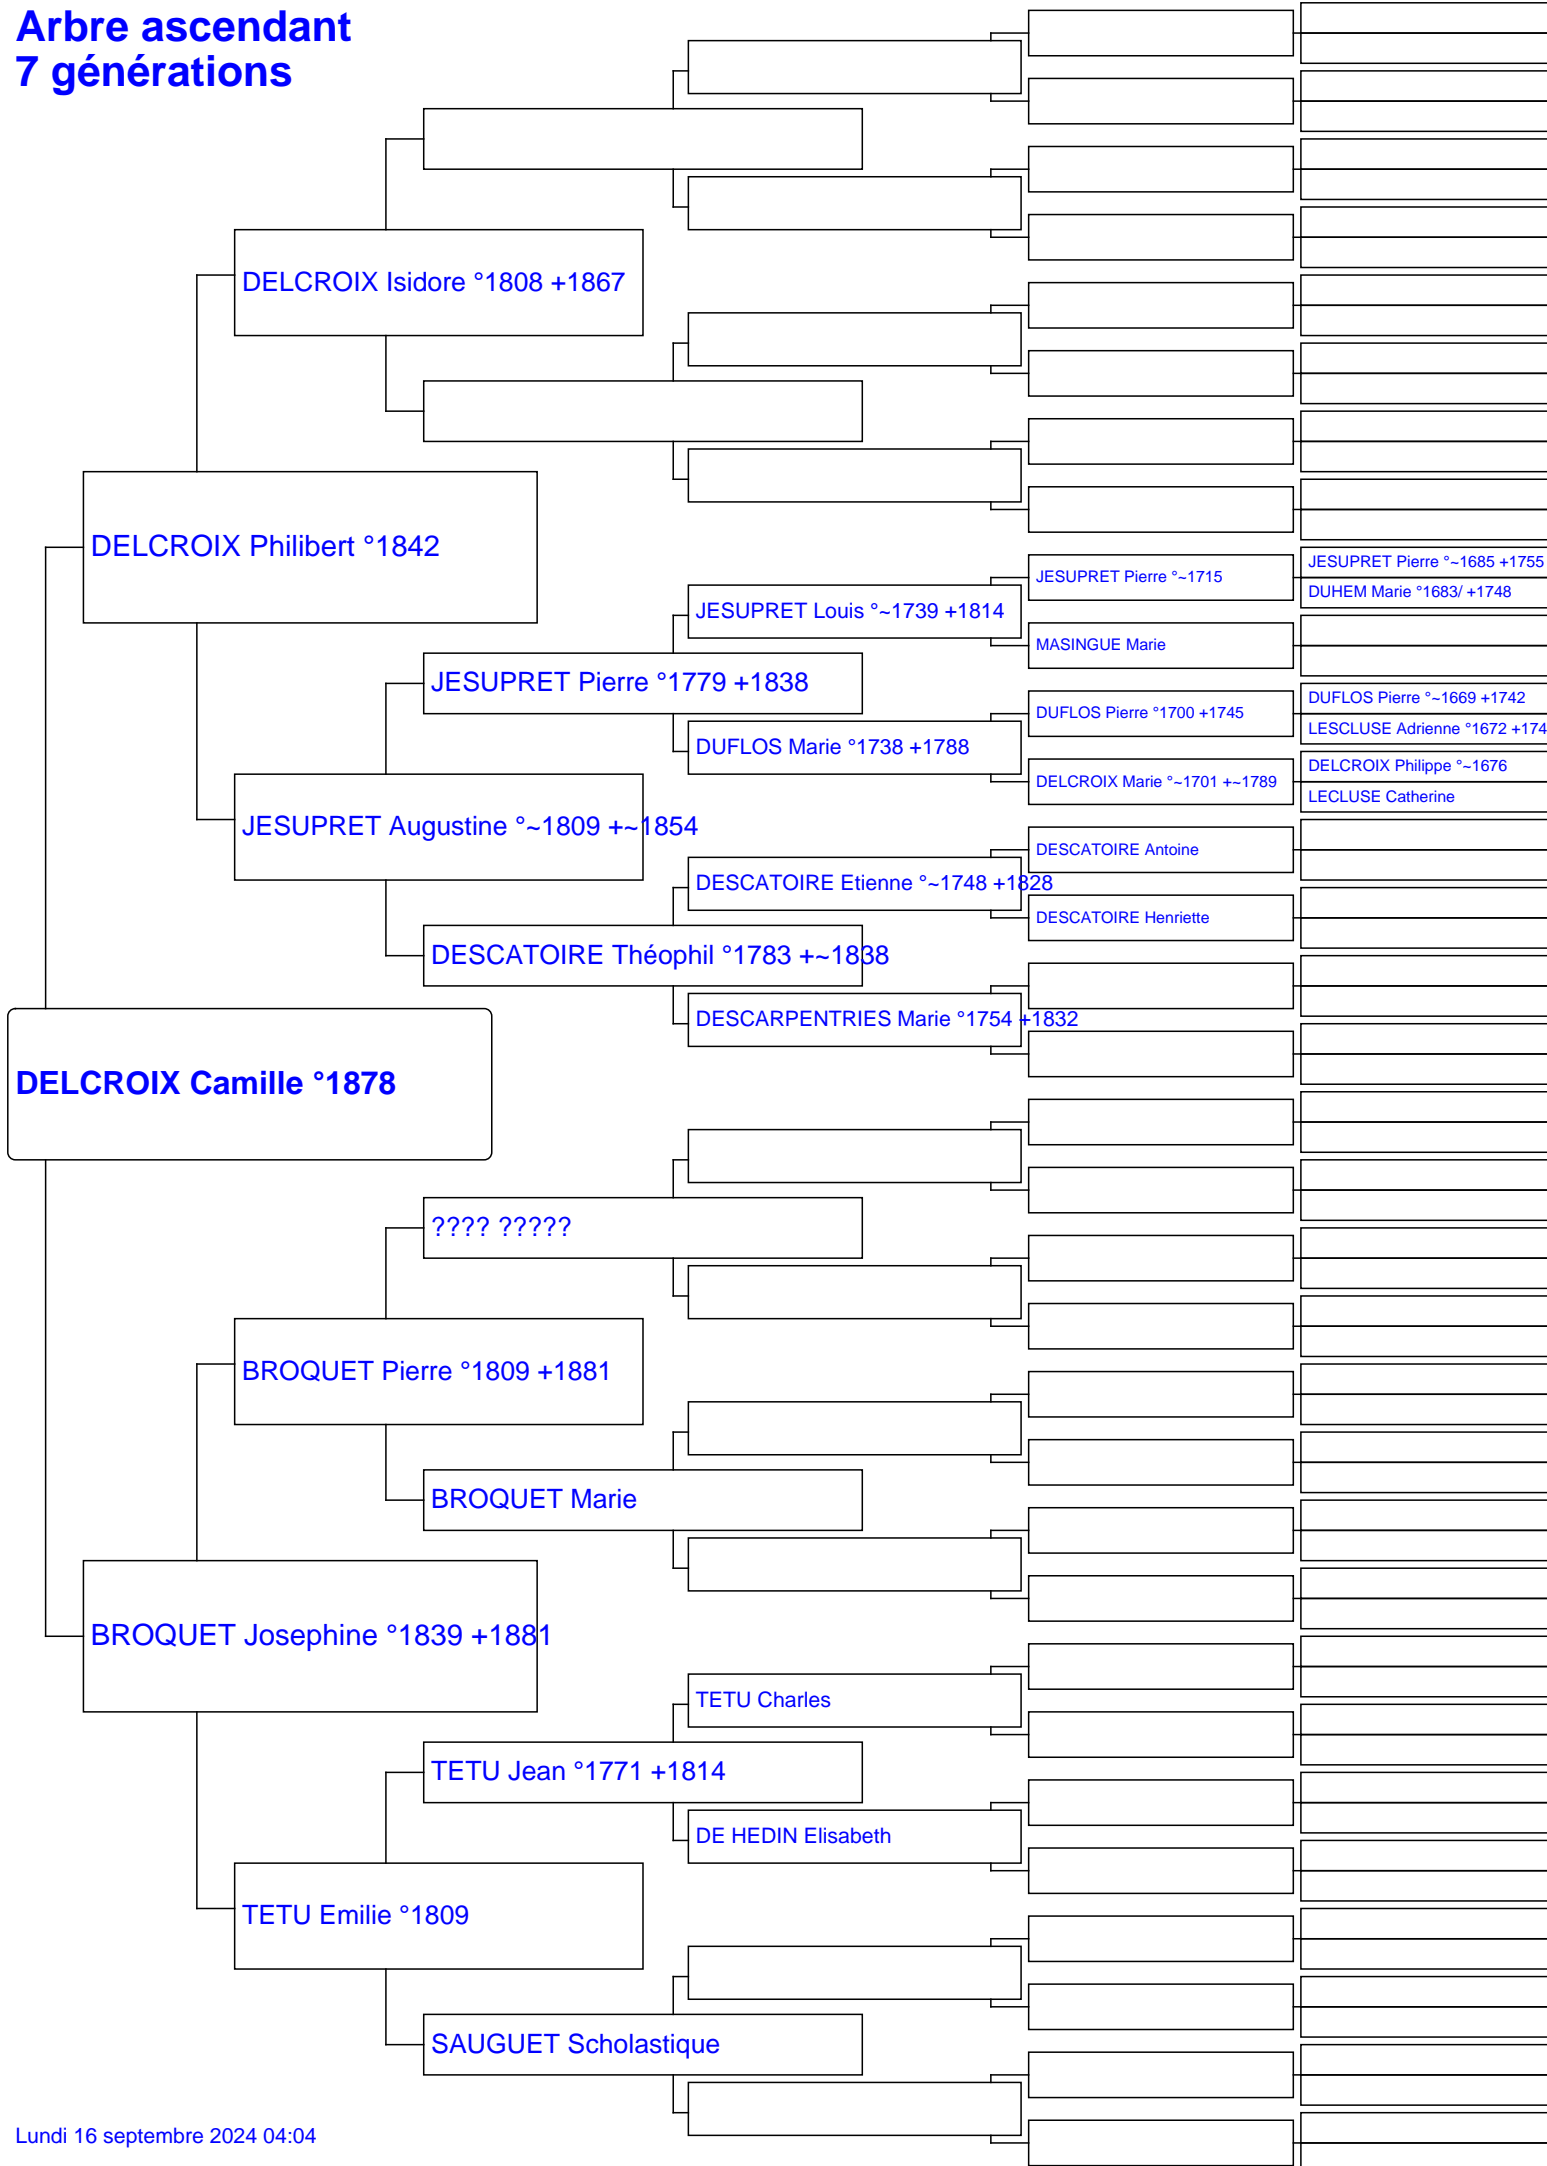 Arbre ascendant
7 générations
DELCROIX Isidore °1808 +1867
DELCROIX Philibert °1842
JESUPRET Pierre °~1685 +1755
JESUPRET Pierre °~1715
DUHEM Marie °1683/ +1748
JESUPRET Louis °~1739 +1814
MASINGUE Marie
JESUPRET Pierre °1779 +1838
DUFLOS Pierre °~1669 +1742
DUFLOS Pierre °1700 +1745
LESCLUSE Adrienne °1672 +174
DUFLOS Marie °1738 +1788
DELCROIX Philippe °~1676
DELCROIX Marie °~1701 +~1789
LECLUSE Catherine
JESUPRET Augustine °~1809 +~1854
DESCATOIRE Antoine
DESCATOIRE Etienne °~1748 +1828
DESCATOIRE Henriette
DESCATOIRE Théophil °1783 +~1838
DESCARPENTRIES Marie °1754 +1832
DELCROIX Camille °1878
???? ?????
BROQUET Pierre °1809 +1881
BROQUET Marie
BROQUET Josephine °1839 +1881
TETU Charles
TETU Jean °1771 +1814
DE HEDIN Elisabeth
TETU Emilie °1809
SAUGUET Scholastique
Lundi 16 septembre 2024 04:04